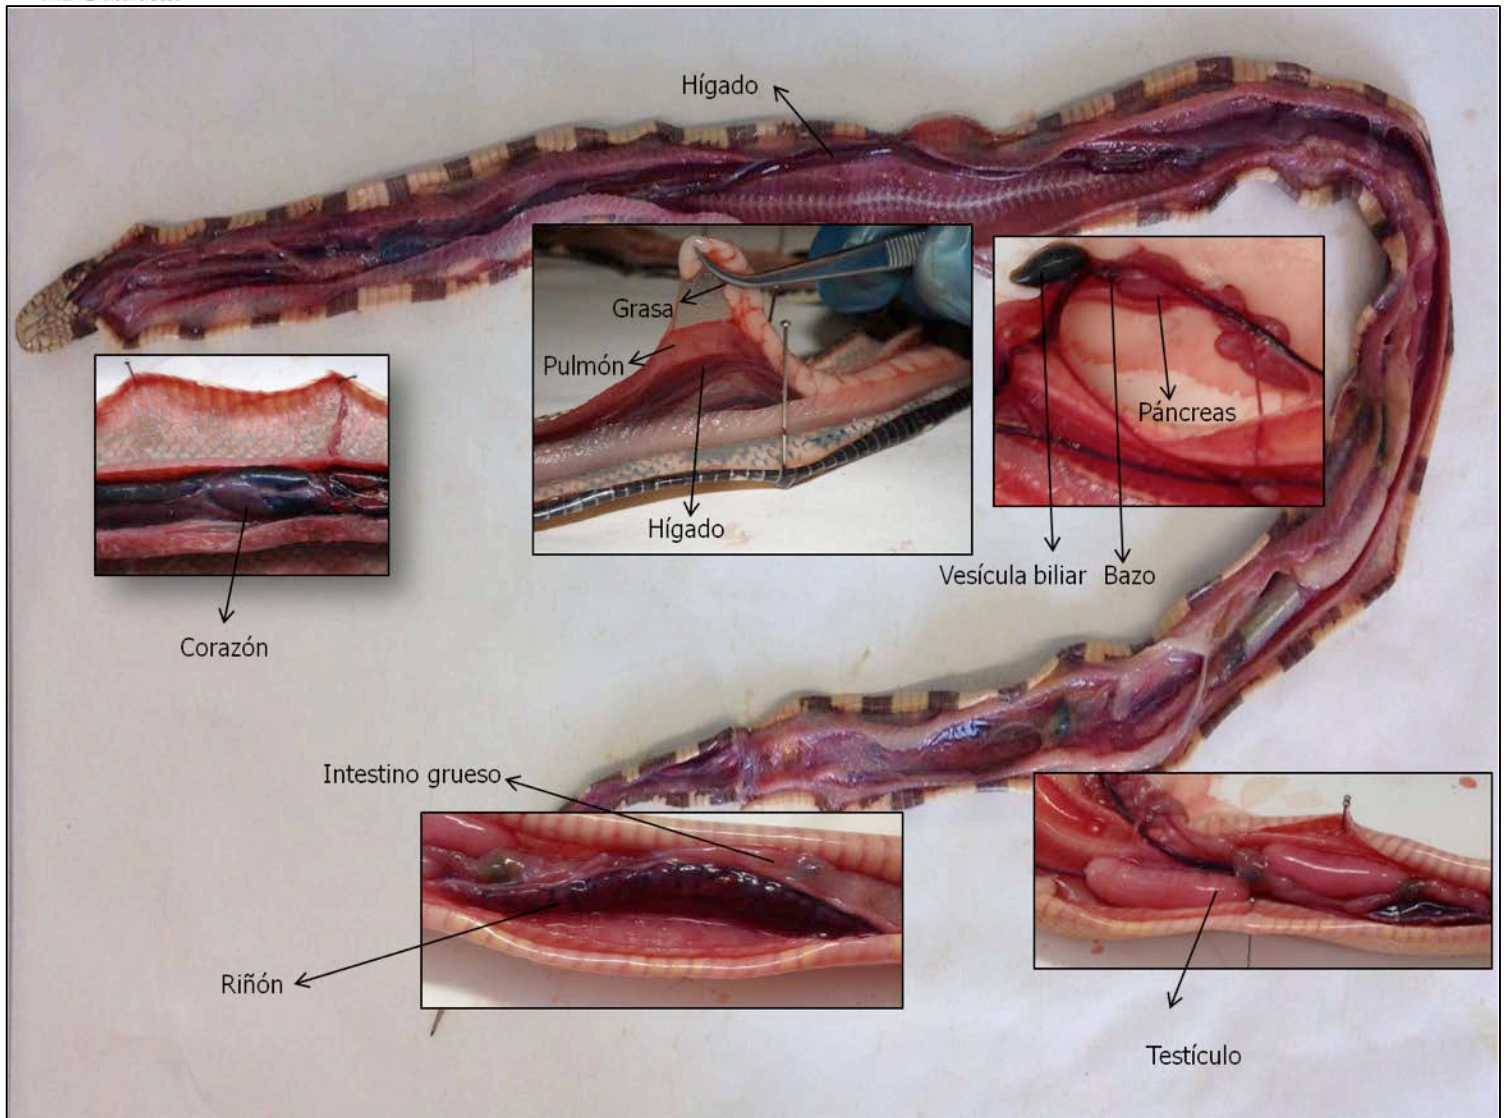 Hígado
Grasa
Pulmón
Páncreas
Hígado
Vesícula biliar
Bazo
Corazón
Intestino grueso
Riñón
Testículo